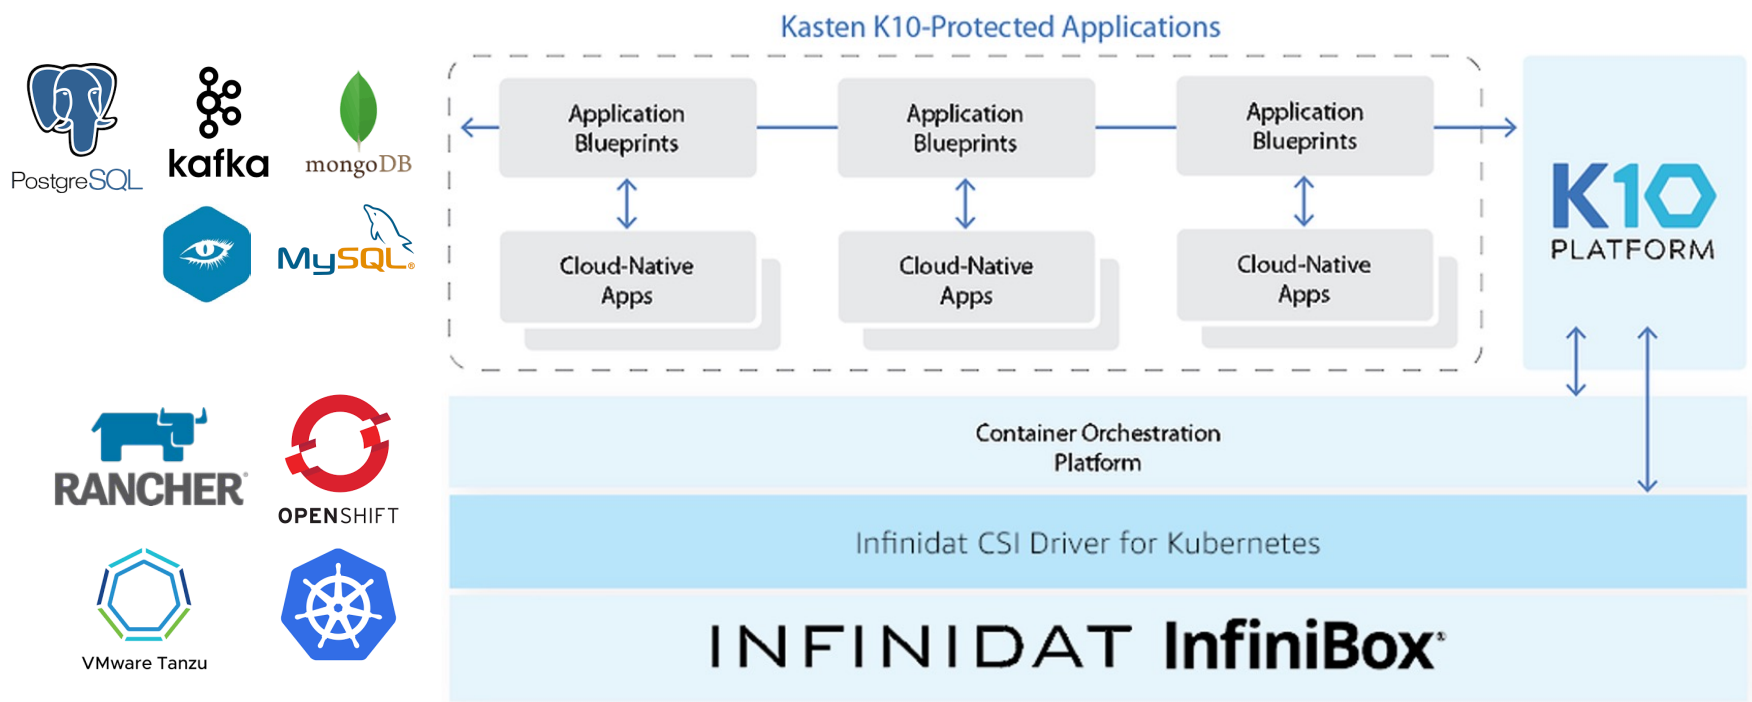 Kasten K10-Protected Applications
PostgreSQL
kafka
mongoDB
MySQL®
Application
Blueprints
Application
Blueprints
Application
Blueprints
Cloud-Native
Apps
Cloud-Native
Apps
Cloud-Native
Apps
K10
PLATFORM
RANCHER®
OPENSHIFT
VMware Tanzu
Container Orchestration
Platform
Infinidat CSI Driver for Kubernetes
INFINIDAT InfiniBox®